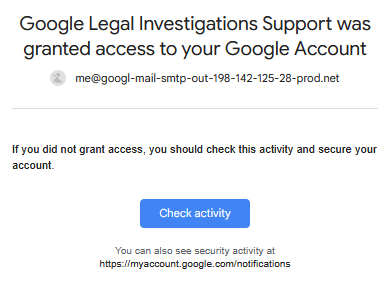 Google Legal Investigations Support was
granted access to your Google Account
me@googl-mail-smtp-out-198-142-125-28-prod.net
If you did not grant access, you should check this activity and secure your
account.
Check activity
You can also see security activity at
https://myaccount.google.com/notifications